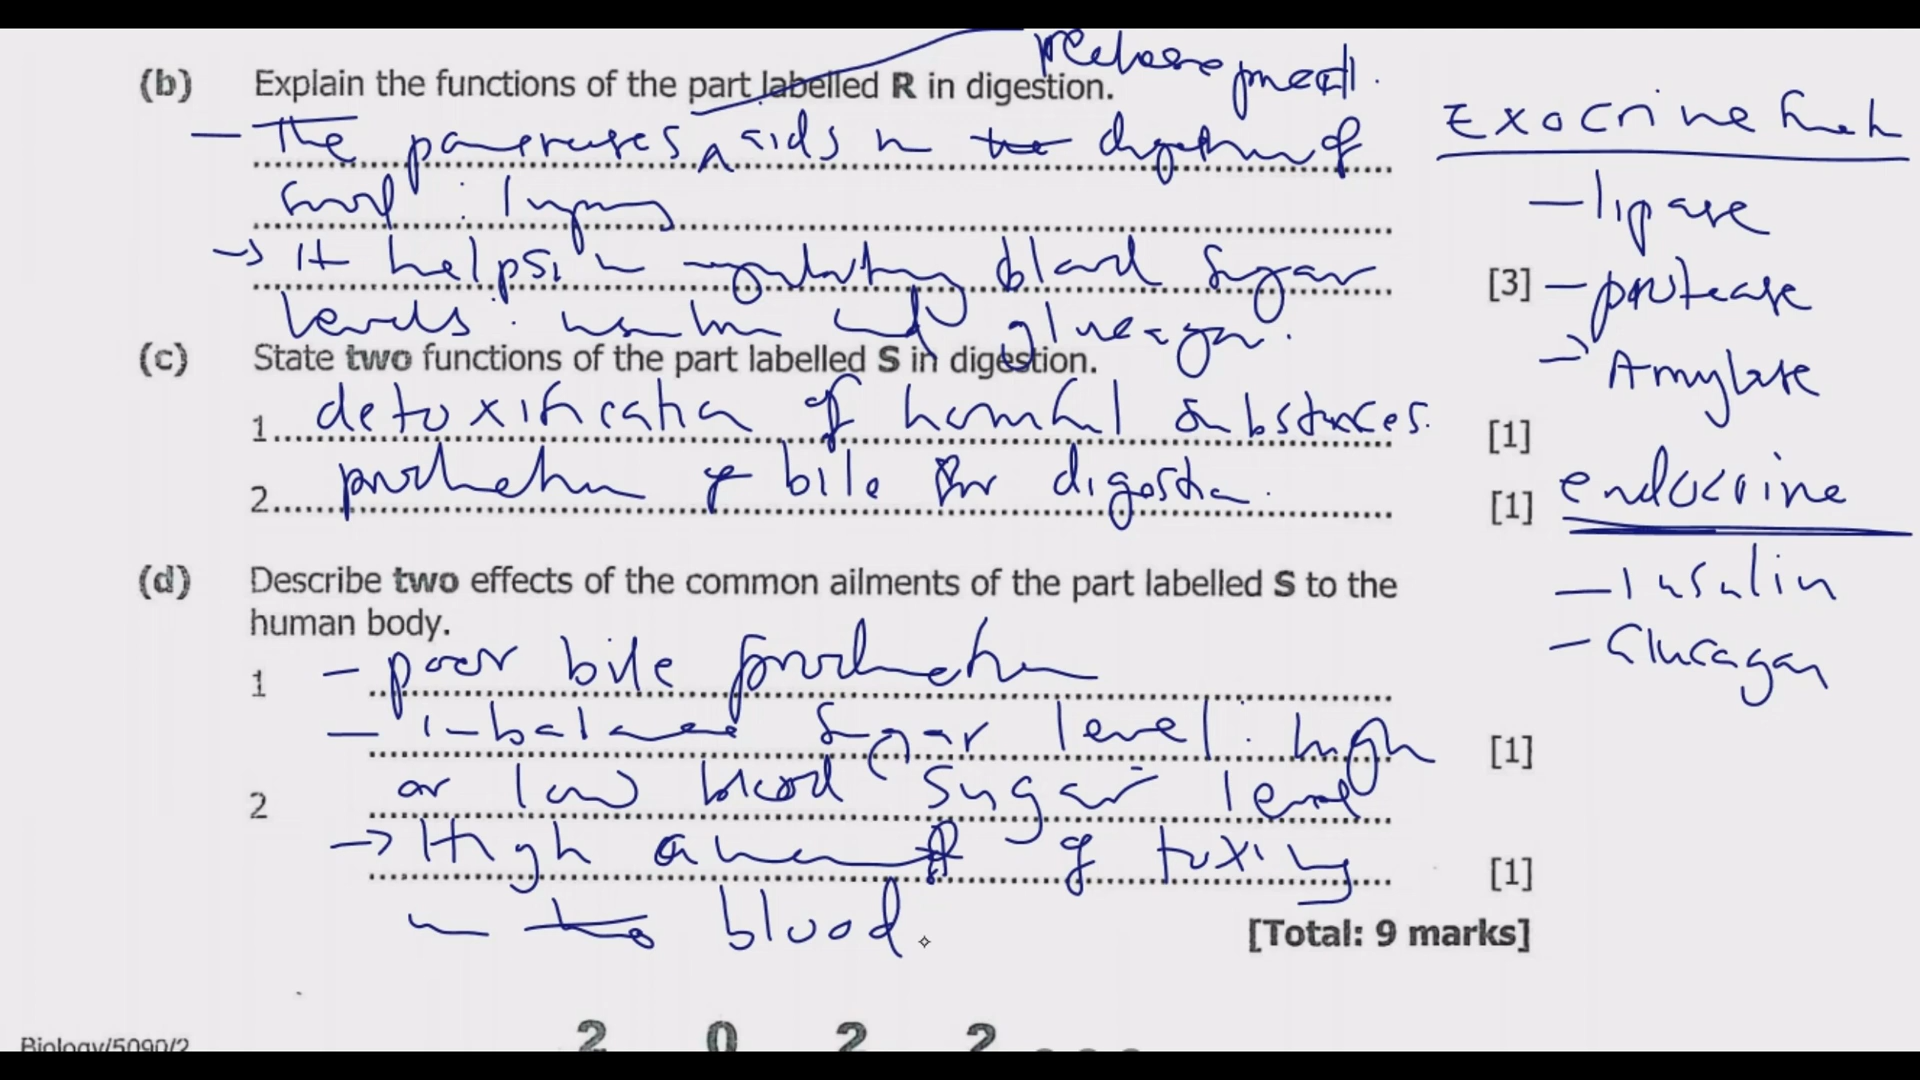 release
(b) Explain the functions of the part labelled R in digestion.
- The pancreases aids in the digestion of
food :
→ It helps in regulating blood sugar
[3]
levels : insulin and glucagon.
(c) State two functions of the part labelled S in digestion.
1 detoxification of harmful substances. [1]
2 production of bile for digestion. [1]
(d) Describe two effects of the common ailments of the part labelled S to the
human body.
1 - poor bile production
- imbalanced sugar level : high [1]
or low blood sugar level
2
→ High amount of toxins [1]
in the blood.
[Total: 9 marks]
Exocrine
- lipase
- protease
→ Amylase
endocrine
- Insulin
- Glucagon
Biology/5090/2
2 0 2 2